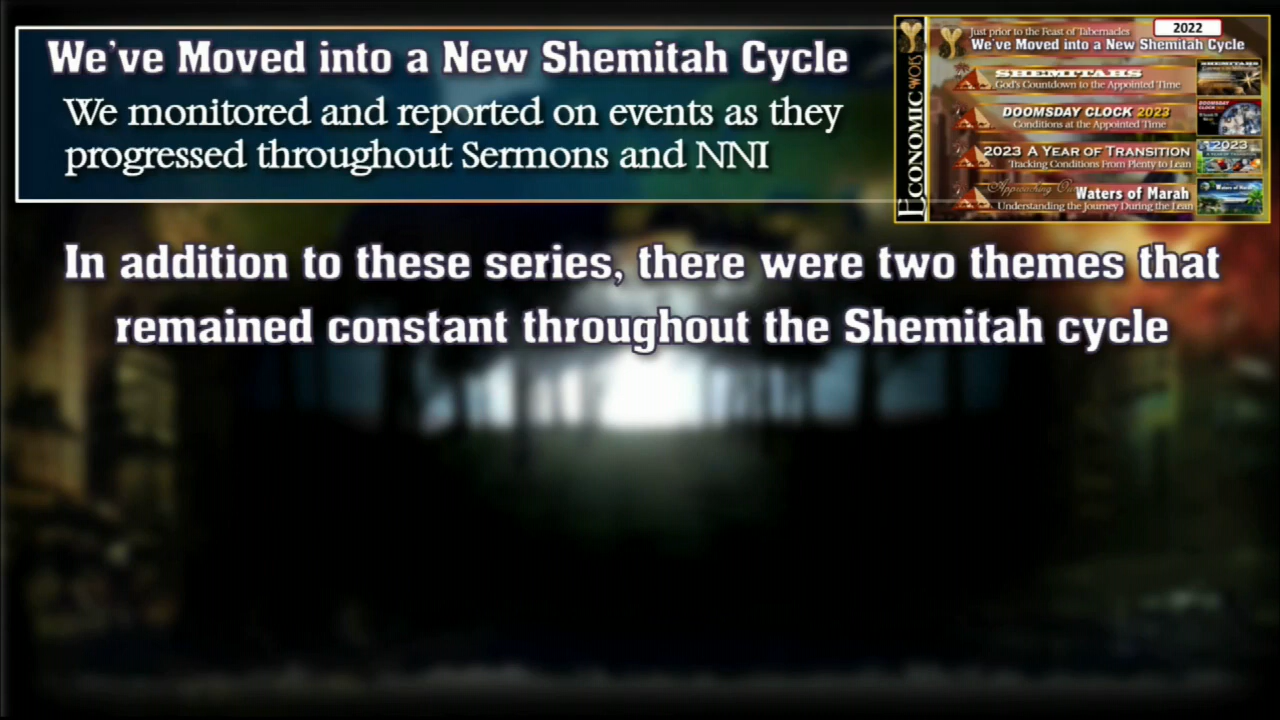 We've Moved into a New Shemitah Cycle
We monitored and reported on events as they
progressed throughout Sermons and NNI
ECONOMIC WOES
2022
Just prior to the Feast of Tabernacles
We've Moved into a New Shemitah Cycle
SHEMITAHS
God's Countdown to the Appointed Time
DOOMSDAY CLOCK 2023
Conditions at the Appointed Time
2023 A YEAR OF TRANSITION
Tracking Conditions From Plenty to Lean
Approaching Our
Waters of Marah
Understanding the Journey During the Lean
In addition to these series, there were two themes that
remained constant throughout the Shemitah cycle